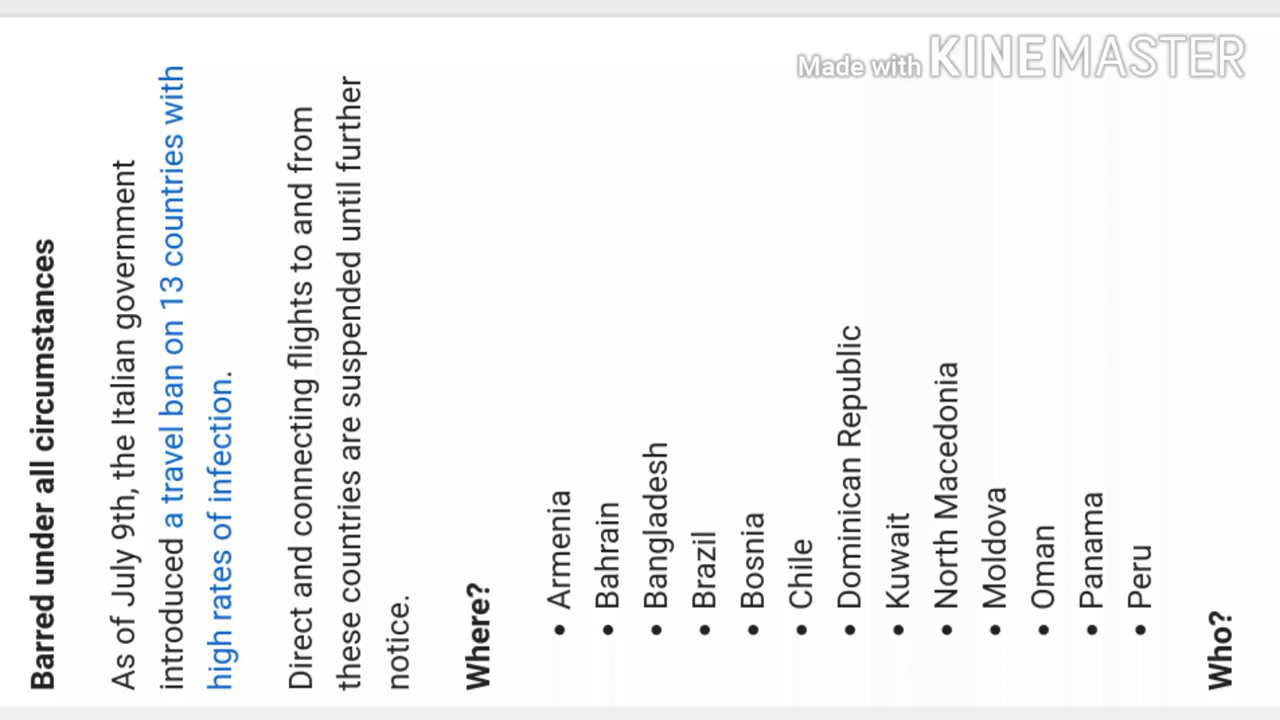 Made with KINEMASTER
Barred under all circumstances
As of July 9th, the Italian government
introduced a travel ban on 13 countries with
high rates of infection.
Direct and connecting flights to and from
these countries are suspended until further
notice.
Where?
• Armenia
• Bahrain
• Bangladesh
• Brazil
• Bosnia
• Chile
• Dominican Republic
• Kuwait
• North Macedonia
• Moldova
• Oman
• Panama
• Peru
Who?